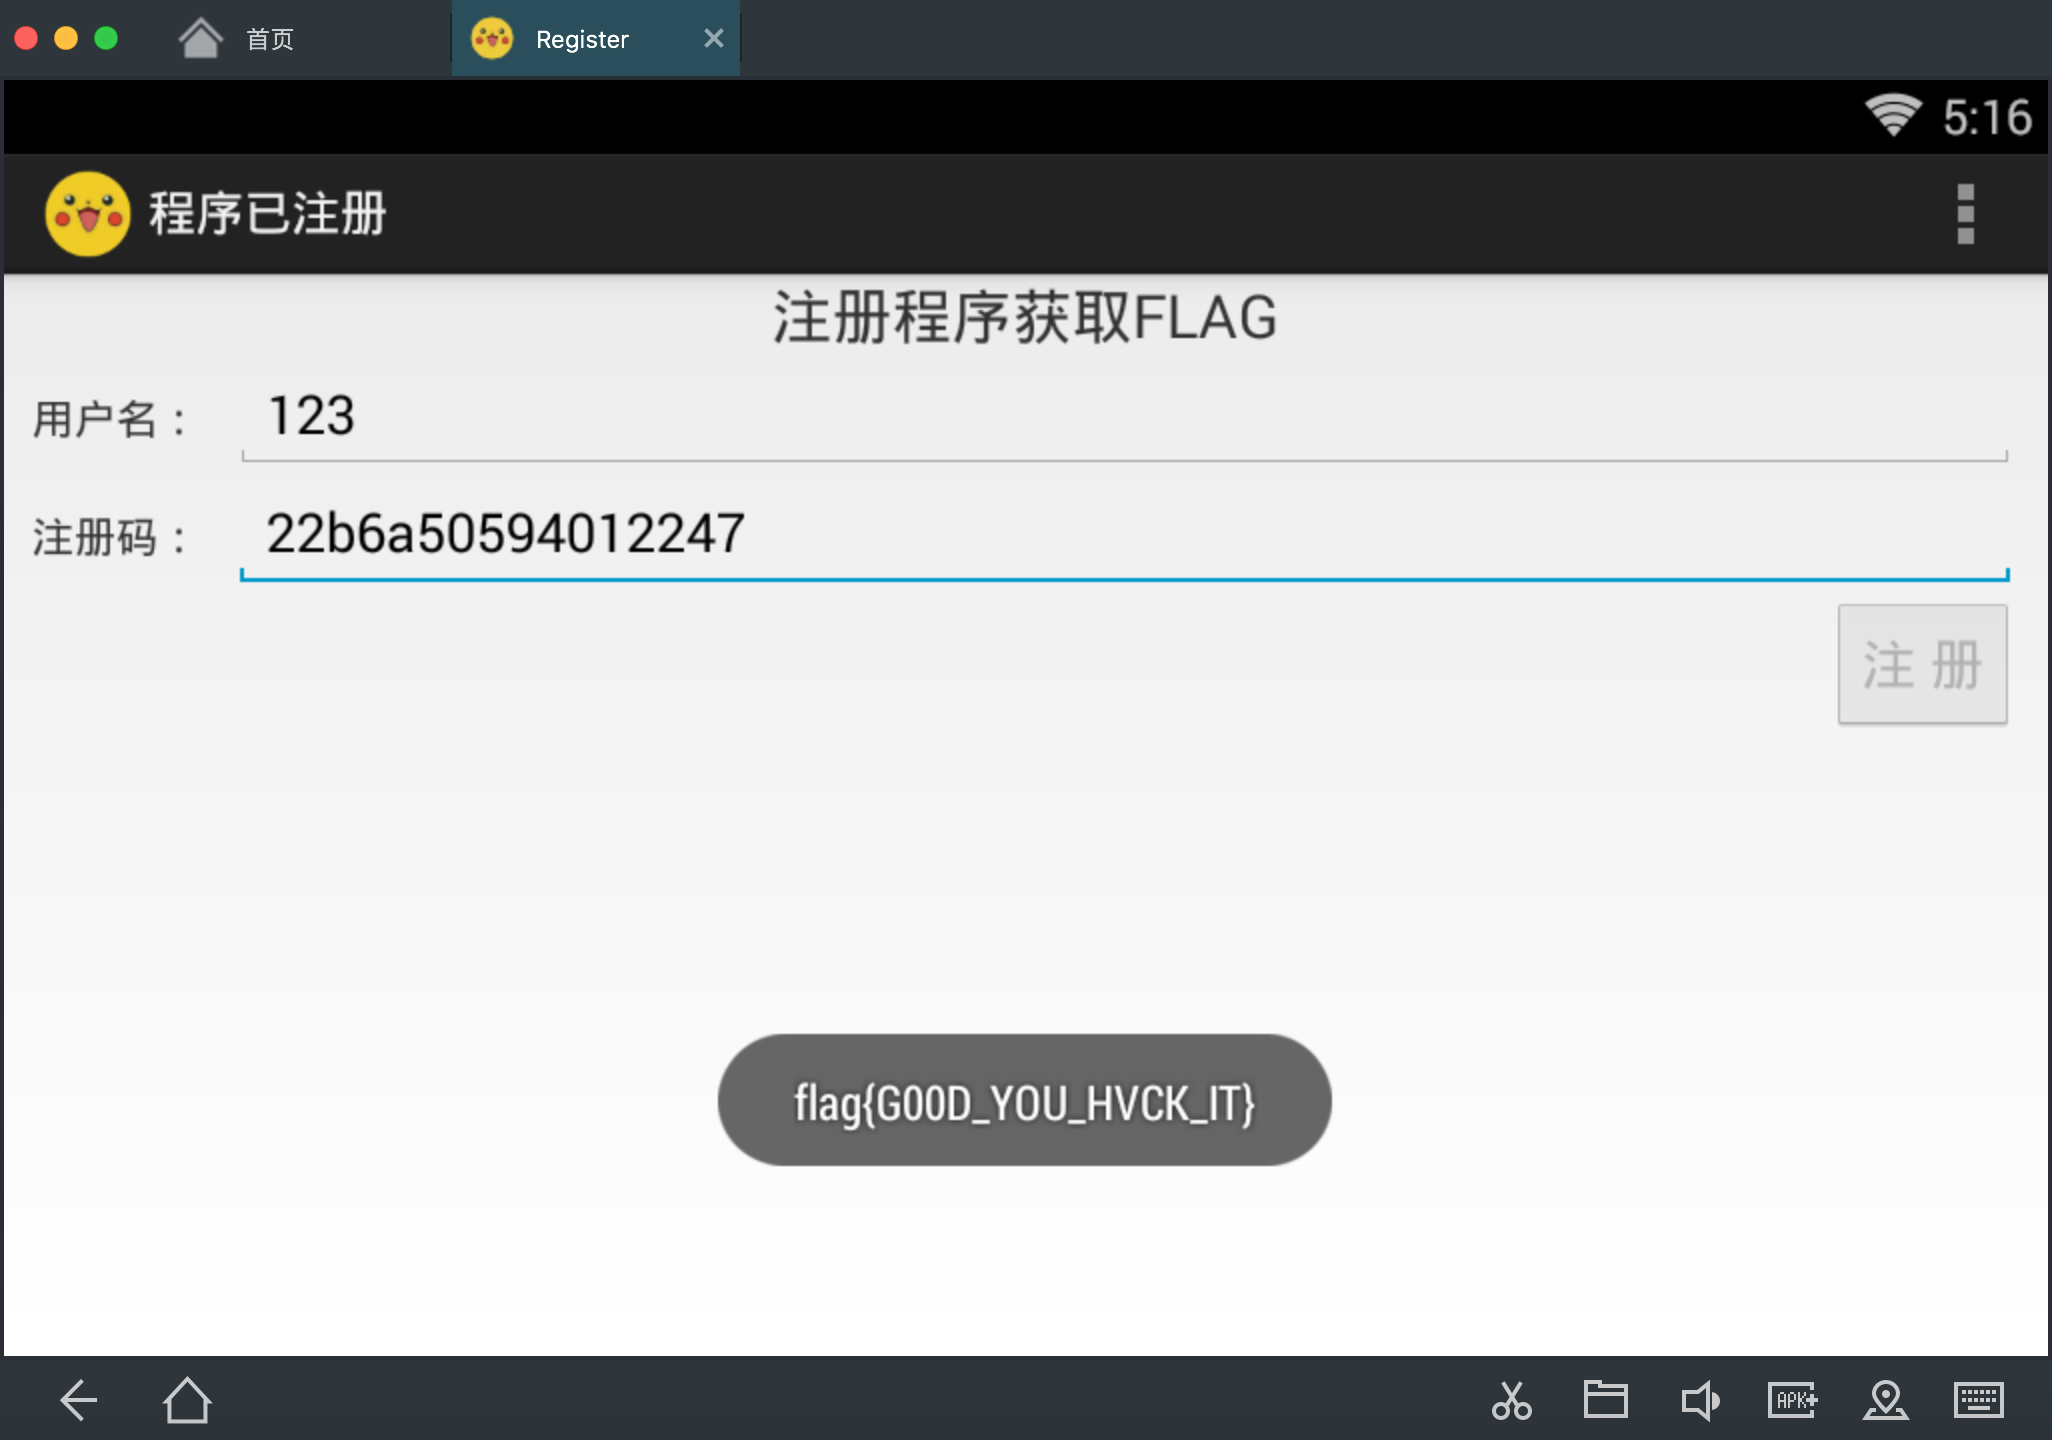 首页
Register
5:16
程序已注册
注册程序获取FLAG
用户名：
123
注册码：
22b6a50594012247
注 册
flag{G00D_YOU_HVCK_IT}
APK+